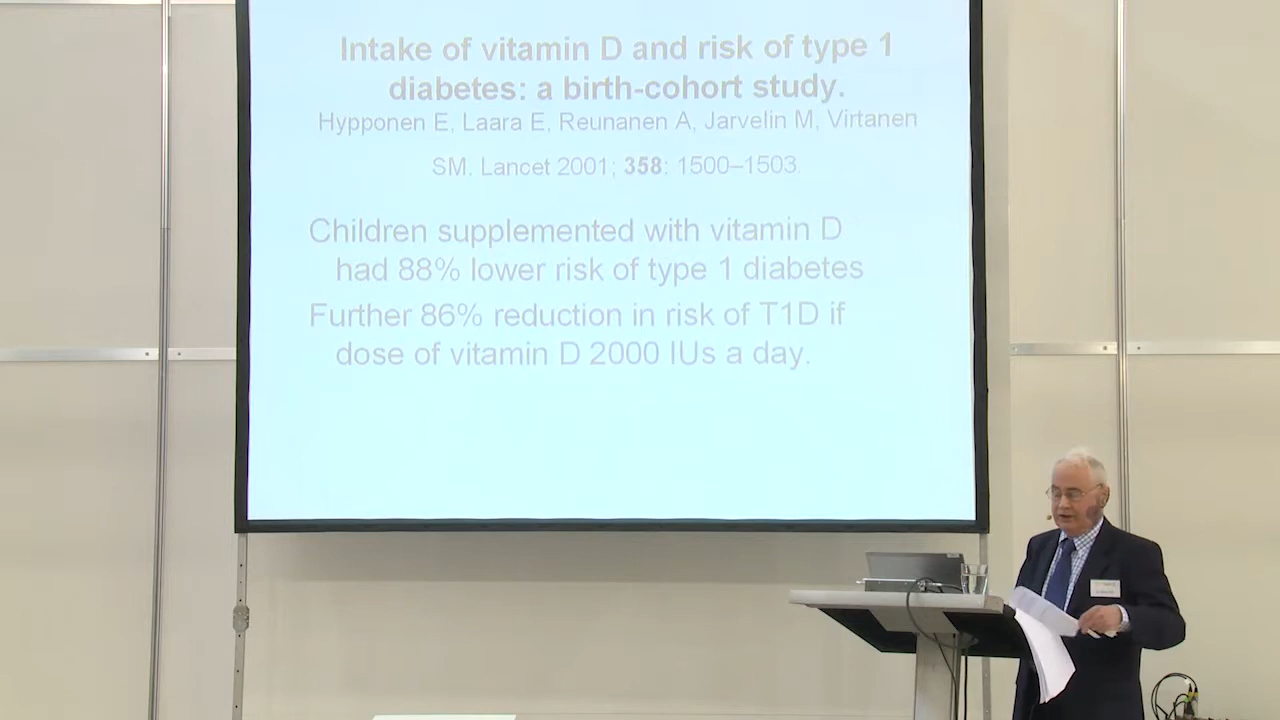 Intake of vitamin D and risk of type 1
diabetes: a birth-cohort study.
Hypponen E, Laara E, Reunanen A, Jarvelin M, Virtanen
SM. Lancet 2001; 358: 1500–1503.
Children supplemented with vitamin D
had 88% lower risk of type 1 diabetes
Further 86% reduction in risk of T1D if
dose of vitamin D 2000 IUs a day.